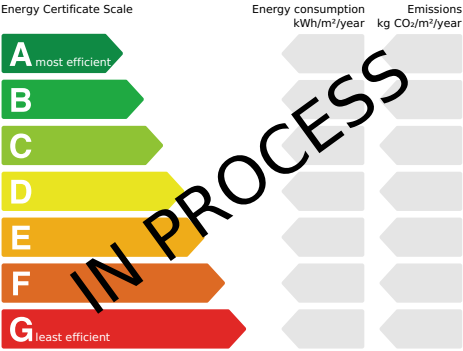 Energy Certificate Scale
Energy consumption
kWh/m²/year
Emissions
kg CO₂/m²/year
A most efficient
B
C
D
E
F
G least efficient
IN PROCESS